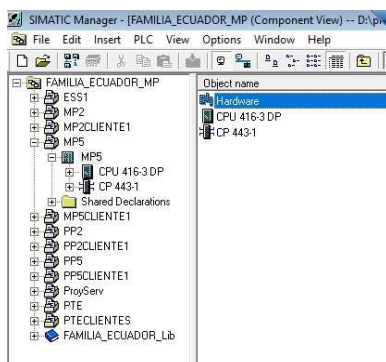 SIMATIC Manager - [FAMILIA_ECUADOR_MP (Component View) -- D:\
File Edit Insert PLC View Options Window Help
FAMILIA_ECUADOR_MP
ESS1
MP2
MP2CLIENTE1
MP5
MP5
CPU 416-3 DP
CP 443-1
Shared Declarations
MP5CLIENTE1
PP2
PP2CLIENTE1
PP5
PP5CLIENTE1
ProyServ
PTE
PTECLIENTES
FAMILIA_ECUADOR_Lib
Object name
Hardware
CPU 416-3 DP
CP 443-1